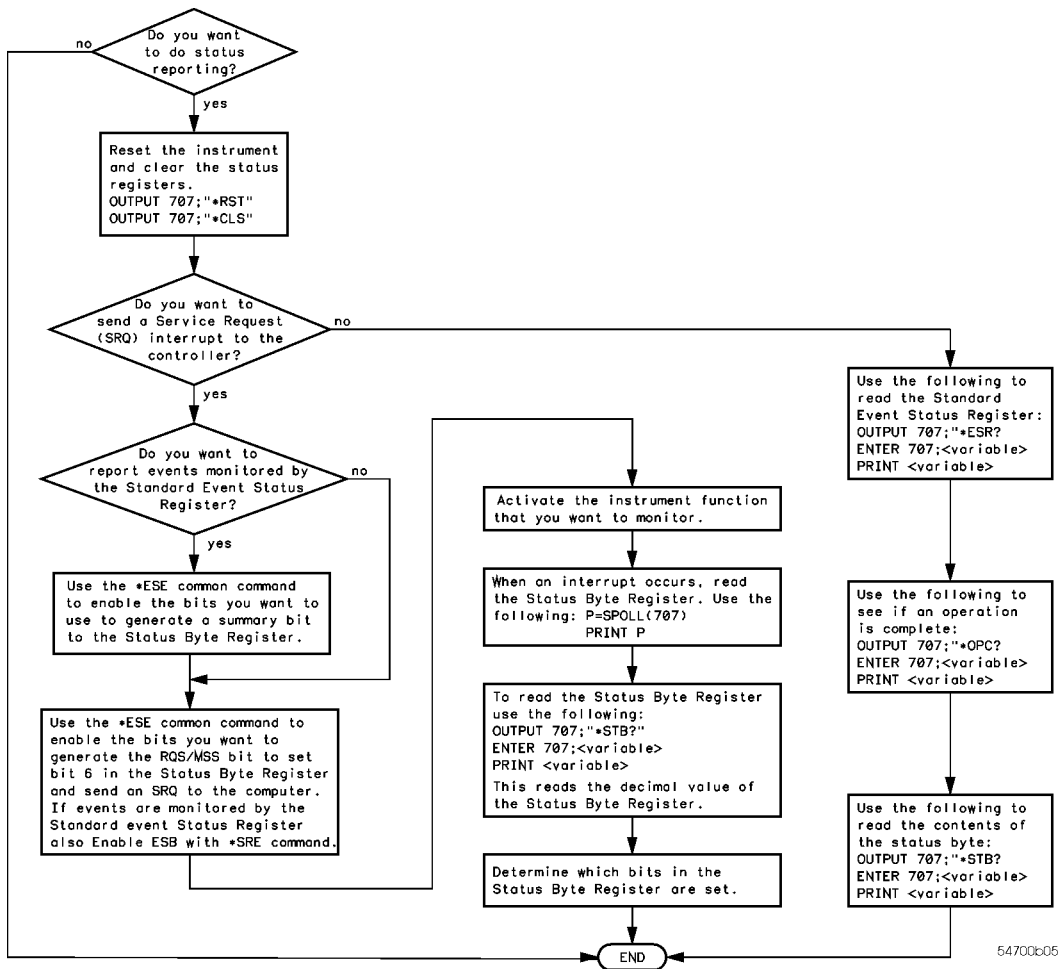 Do you want
to do status
reporting?
no
yes
Reset the instrument
and clear the status
registers.
OUTPUT 707;"*RST"
OUTPUT 707;"*CLS"
Do you want to
send a Service Request
(SRQ) interrupt to the
controller?
no
yes
Do you want to
report events monitored by
the Standard Event Status
Register?
no
yes
Use the *ESE common command
to enable the bits you want to
use to generate a summary bit
to the Status Byte Register.
Use the *ESE common command to
enable the bits you want to
generate the RQS/MSS bit to set
bit 6 in the Status Byte Register
and send an SRQ to the computer.
If events are monitored by the
Standard event Status Register
also Enable ESB with *SRE command.
Activate the instrument function
that you want to monitor.
When an interrupt occurs, read
the Status Byte Register. Use the
following: P=SPOLL(707)
PRINT P
To read the Status Byte Register
use the following:
OUTPUT 707;"*STB?"
ENTER 707;<variable>
PRINT <variable>
This reads the decimal value of
the Status Byte Register.
Determine which bits in the
Status Byte Register are set.
Use the following to
read the Standard
Event Status Register:
OUTPUT 707;"*ESR?
ENTER 707;<variable>
PRINT <variable>
Use the following to
see if an operation
is complete:
OUTPUT 707;"*OPC?
ENTER 707;<variable>
PRINT <variable>
Use the following to
read the contents of
the status byte:
OUTPUT 707;"*STB?
ENTER 707;<variable>
PRINT <variable>
END
54700b05